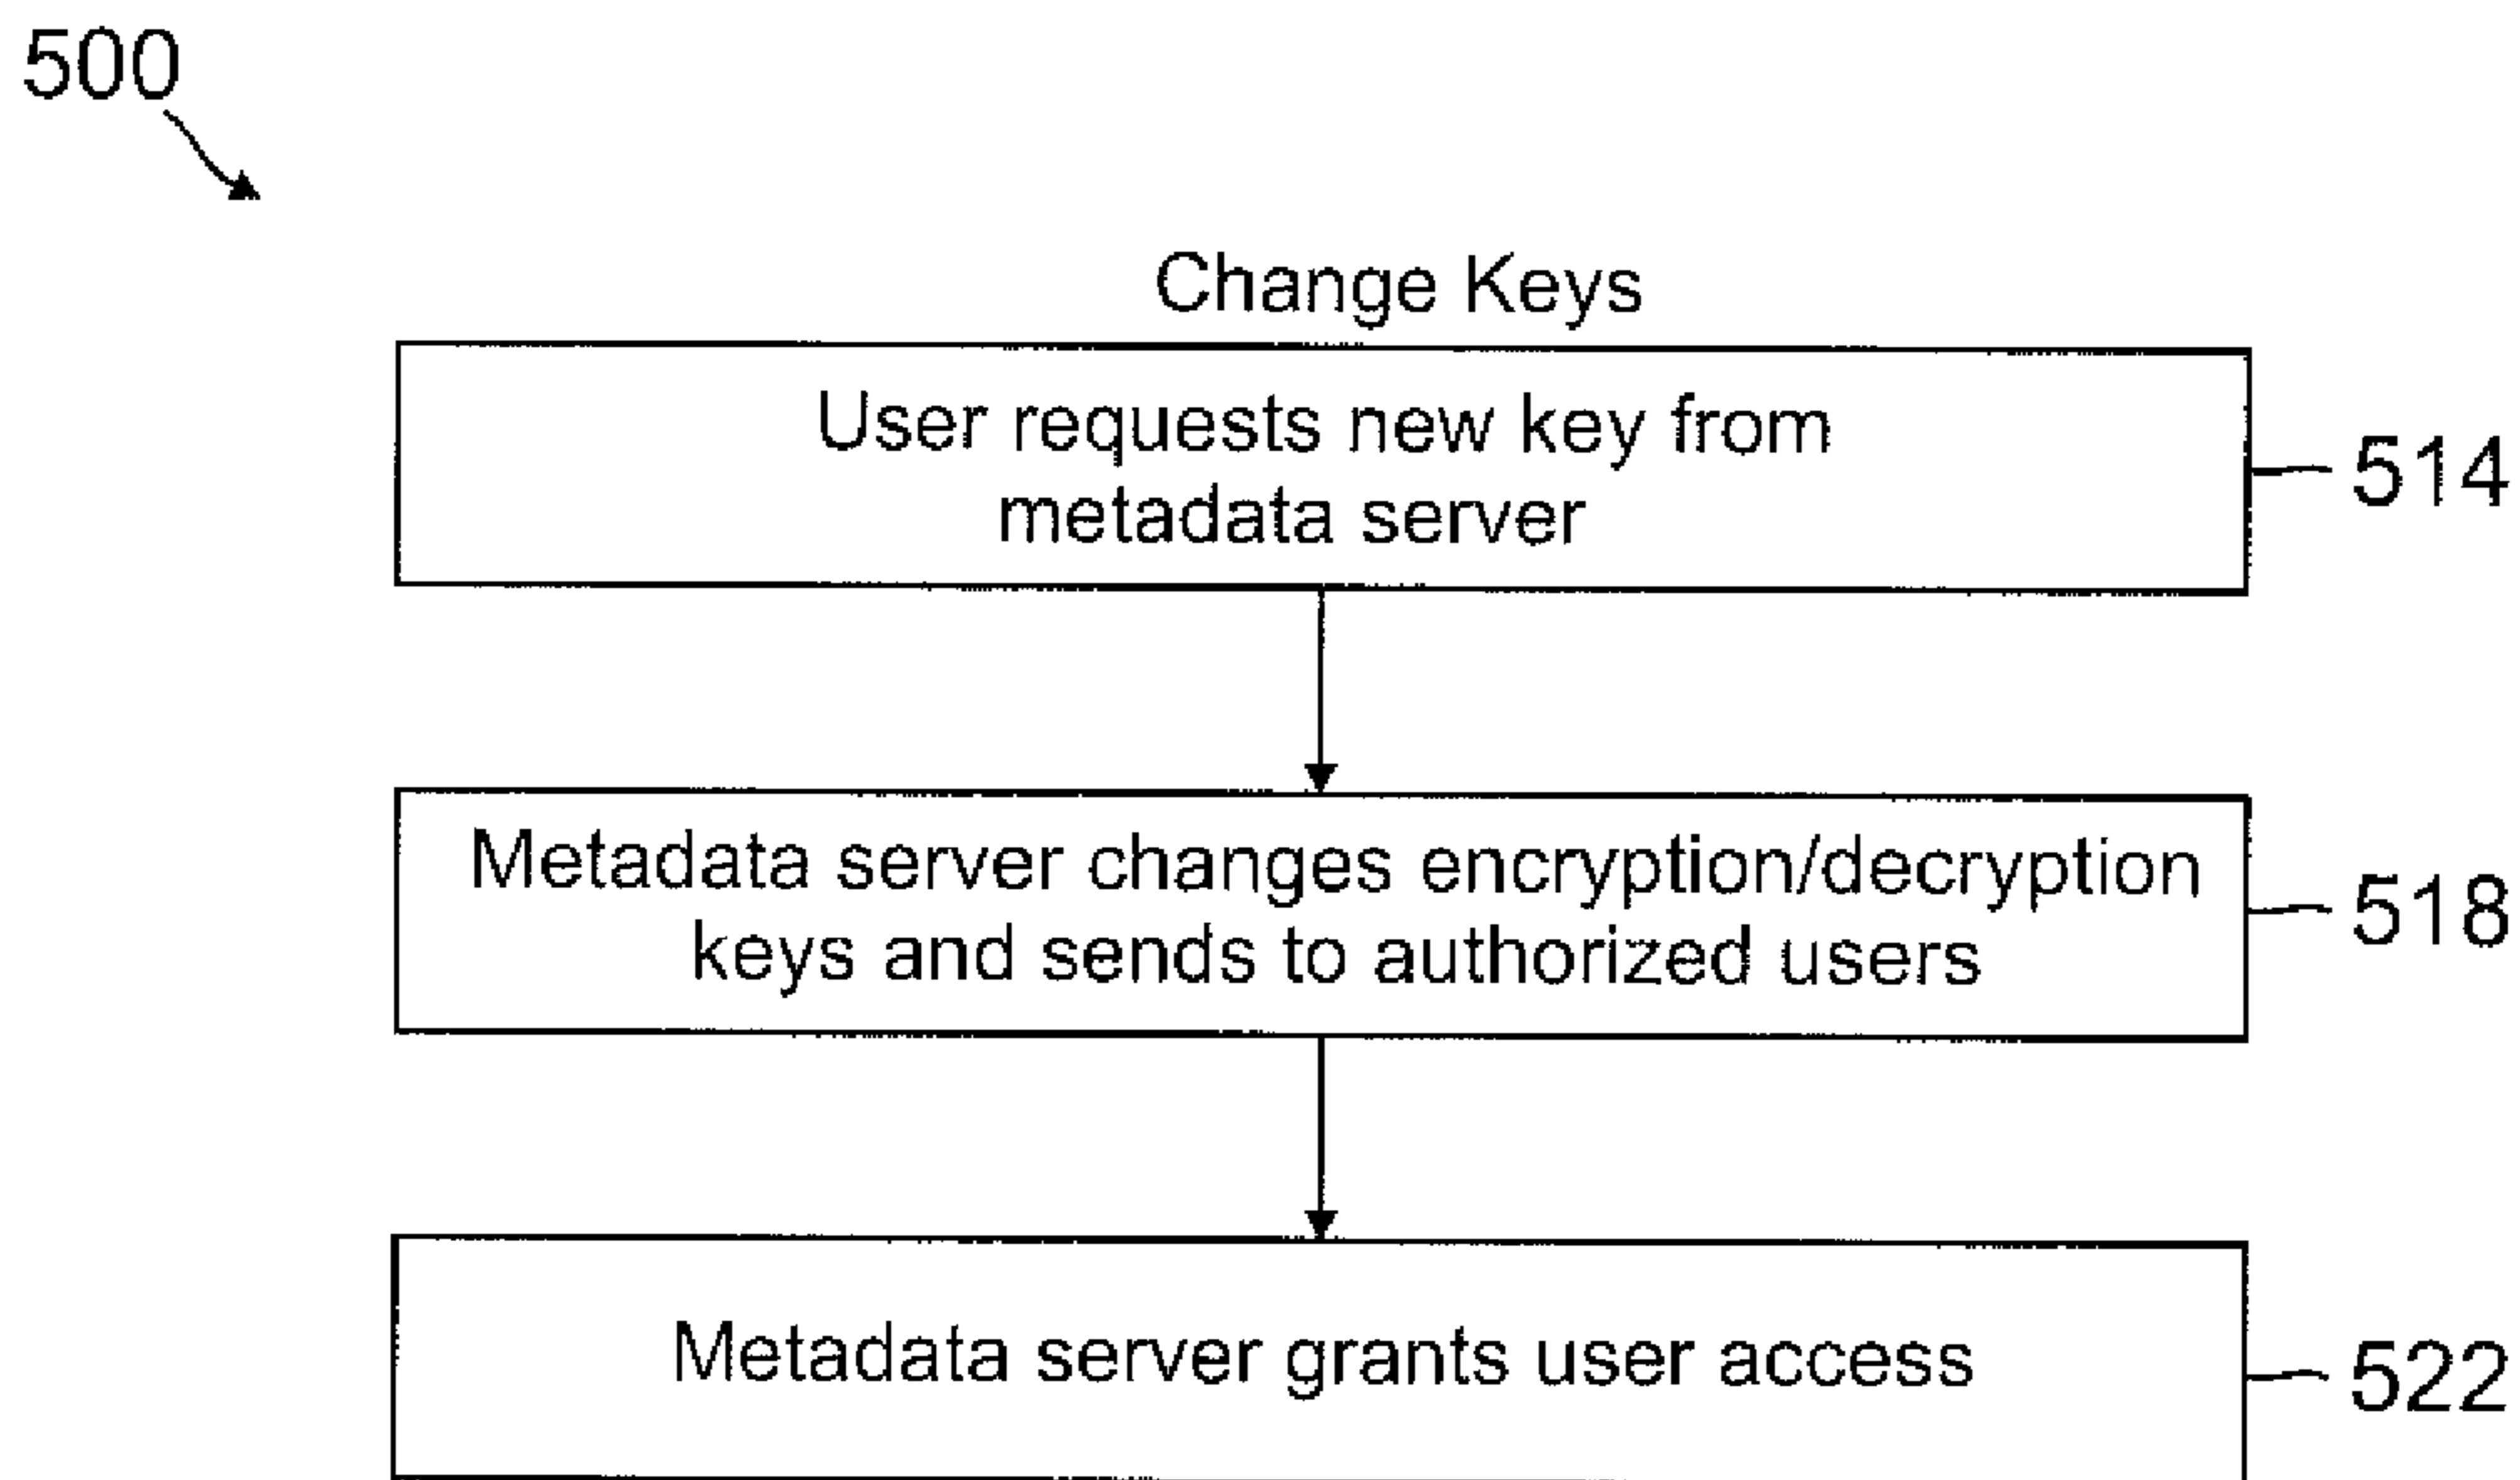 500
Change Keys
User requests new key from
metadata server
514
Metadata server changes encryption/decryption
keys and sends to authorized users
518
Metadata server grants user access
522